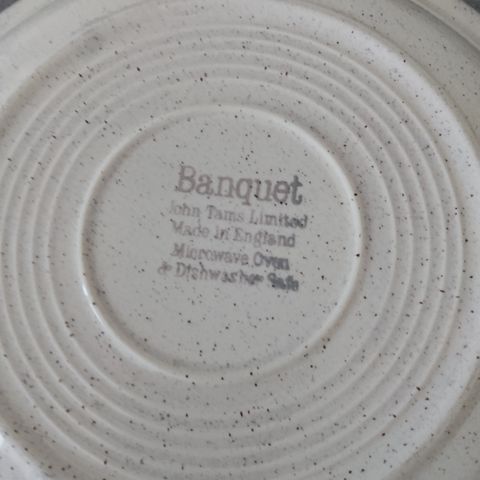 Banquet
John Tams Limited
Made in England
Microwave Oven
& Dishwasher Safe